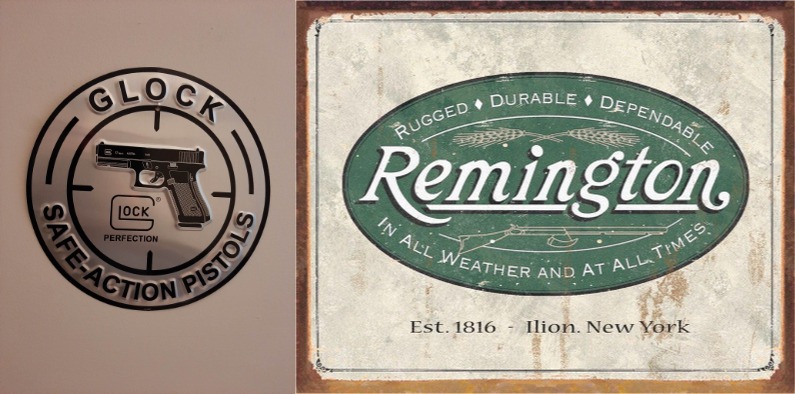 GLOCK
GLOCK
PERFECTION
SAFE-ACTION PISTOLS
RUGGED ♦ DURABLE ♦ DEPENDABLE
Remington
IN ALL WEATHER AND AT ALL TIMES
Est. 1816 - Ilion. New York